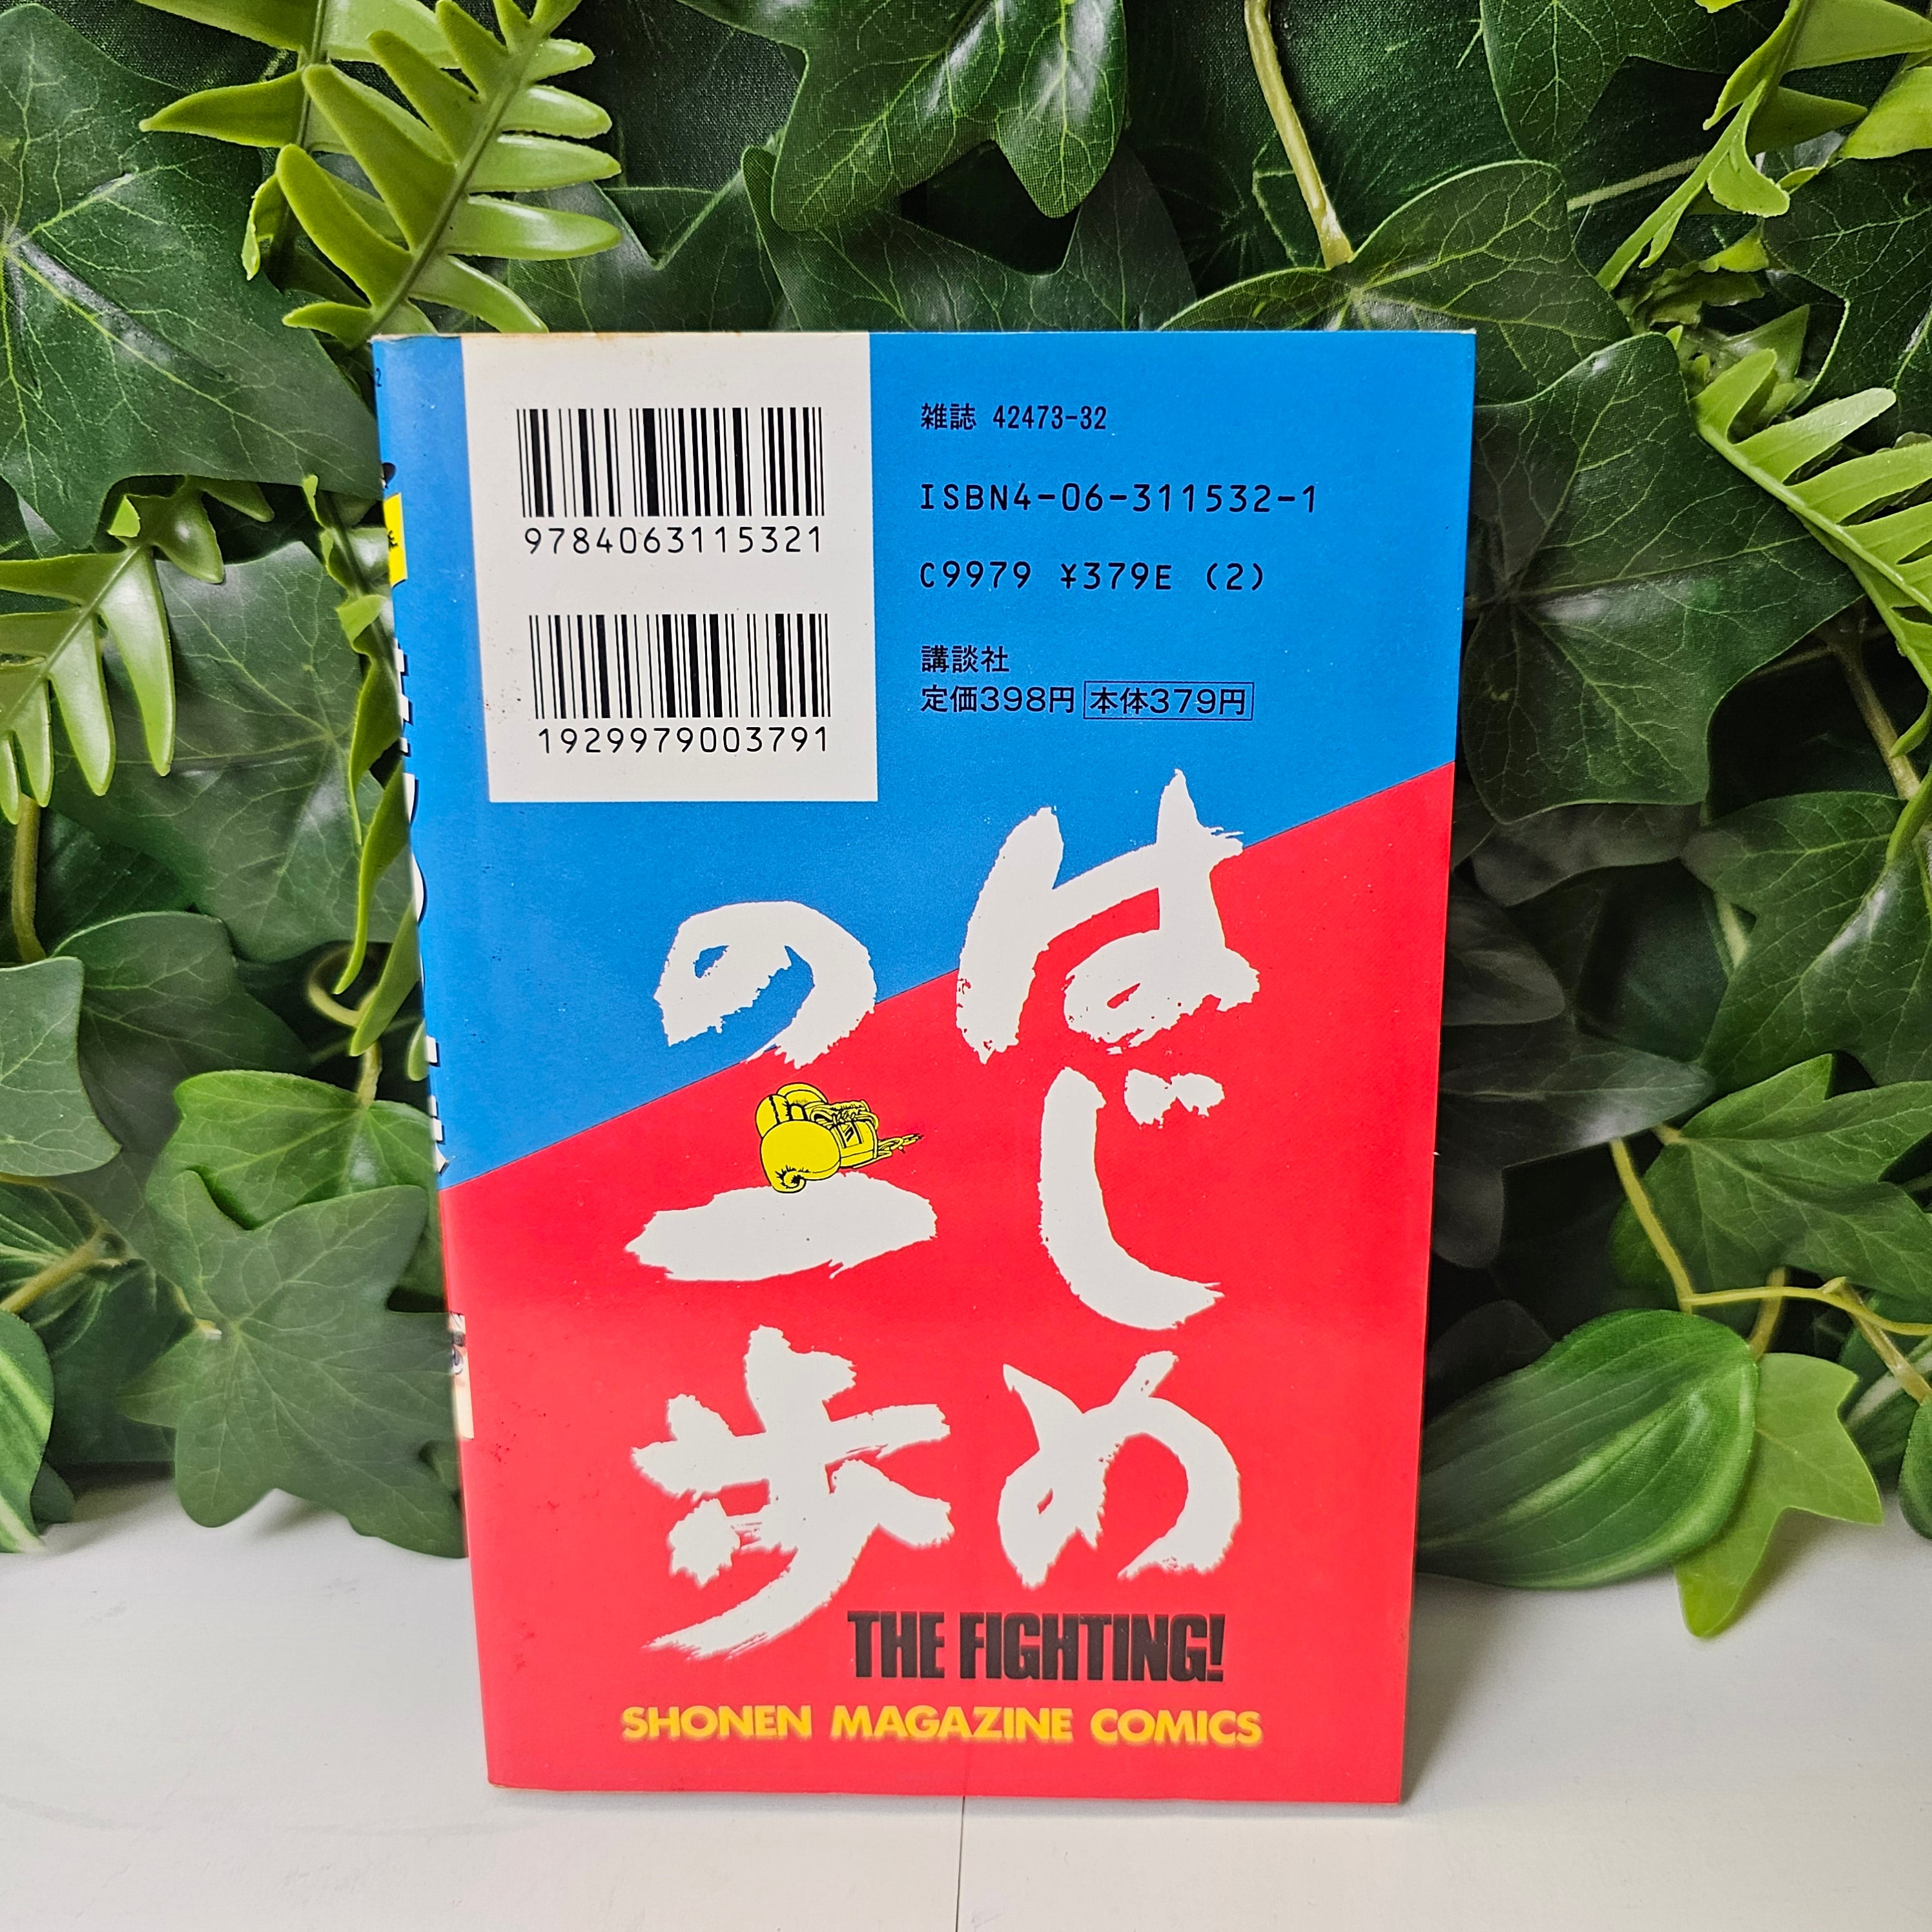 9784063115321
1929979003791
雑誌 42473-32
ISBN4-06-311532-1
C9979 ¥379E (2)
講談社
定価398円 本体379円
はじめ
の一歩
THE FIGHTING!
SHONEN MAGAZINE COMICS